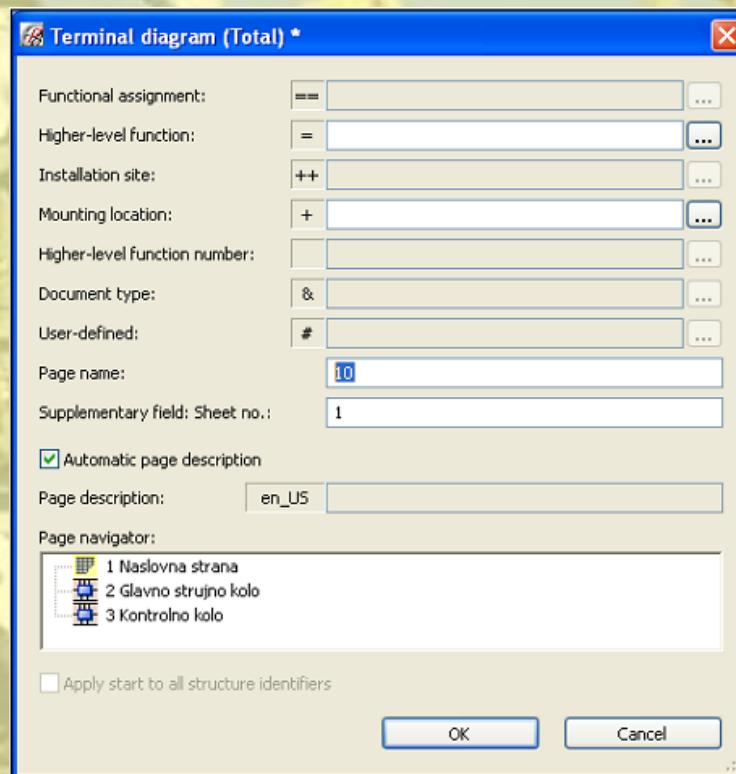 Terminal diagram (Total) *
Functional assignment: == ...
Higher-level function: = ...
Installation site: ++ ...
Mounting location: + ...
Higher-level function number: ...
Document type: & ...
User-defined: # ...
Page name: 10
Supplementary field: Sheet no.: 1
Automatic page description
Page description: en_US
Page navigator:
1 Naslovna strana
2 Glavno strujno kolo
3 Kontrolno kolo
Apply start to all structure identifiers
OK Cancel